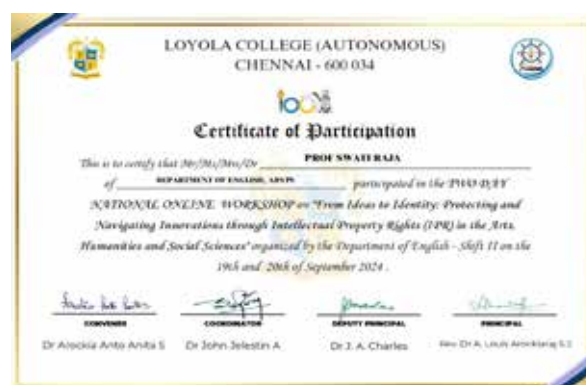 LOYOLA COLLEGE (AUTONOMOUS)
CHENNAI - 600 034
100
Certificate of Participation
This is to certify that Mr/Ms/Mrs/Dr PROF SWATI RAJA
of DEPARTMENT OF ENGLISH, participated in the TWO DAY
NATIONAL ONLINE WORKSHOP on "From Ideas to Identity: Protecting and
Navigating Innovations through Intellectual Property Rights (IPR) in the Arts,
Humanities and Social Sciences" organized by the Department of English - Shift II on the
19th and 20th of September 2024 .
CONVENER COORDINATOR DEPUTY PRINCIPAL PRINCIPAL
Dr Arockia Anto Anita S Dr John Jelestin A Dr J. A. Charles Rev. Dr A. Louis Arockiaraj S.J